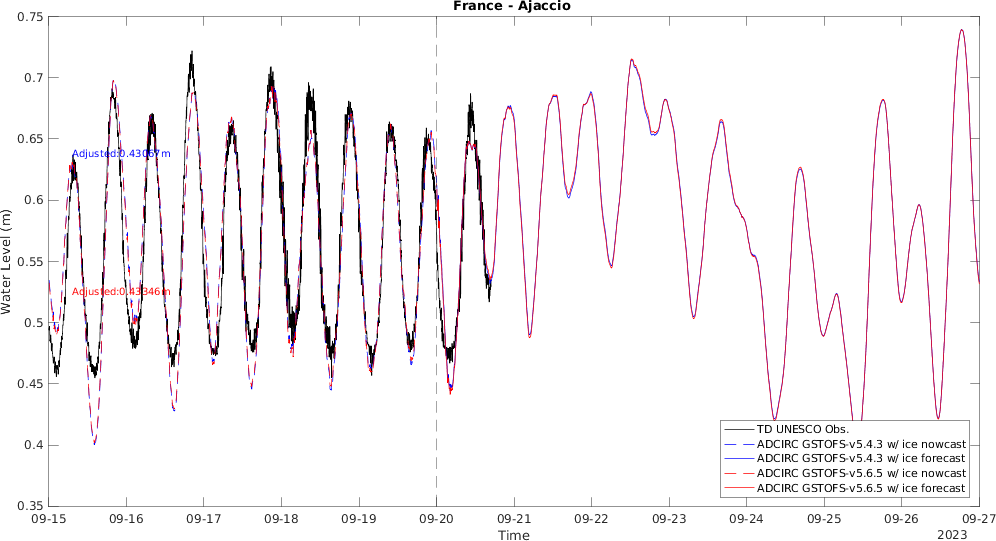 France - Ajaccio
0.75
0.7
0.65
0.6
0.55
0.5
0.45
0.4
0.35
Water Level (m)
Adjusted:0.43067m
Adjusted:0.43346m
TD UNESCO Obs.
ADCIRC GSTOFS-v5.4.3 w/ ice nowcast
ADCIRC GSTOFS-v5.4.3 w/ ice forecast
ADCIRC GSTOFS-v5.6.5 w/ ice nowcast
ADCIRC GSTOFS-v5.6.5 w/ ice forecast
09-15 09-16 09-17 09-18 09-19 09-20 09-21 09-22 09-23 09-24 09-25 09-26 09-27
Time
2023